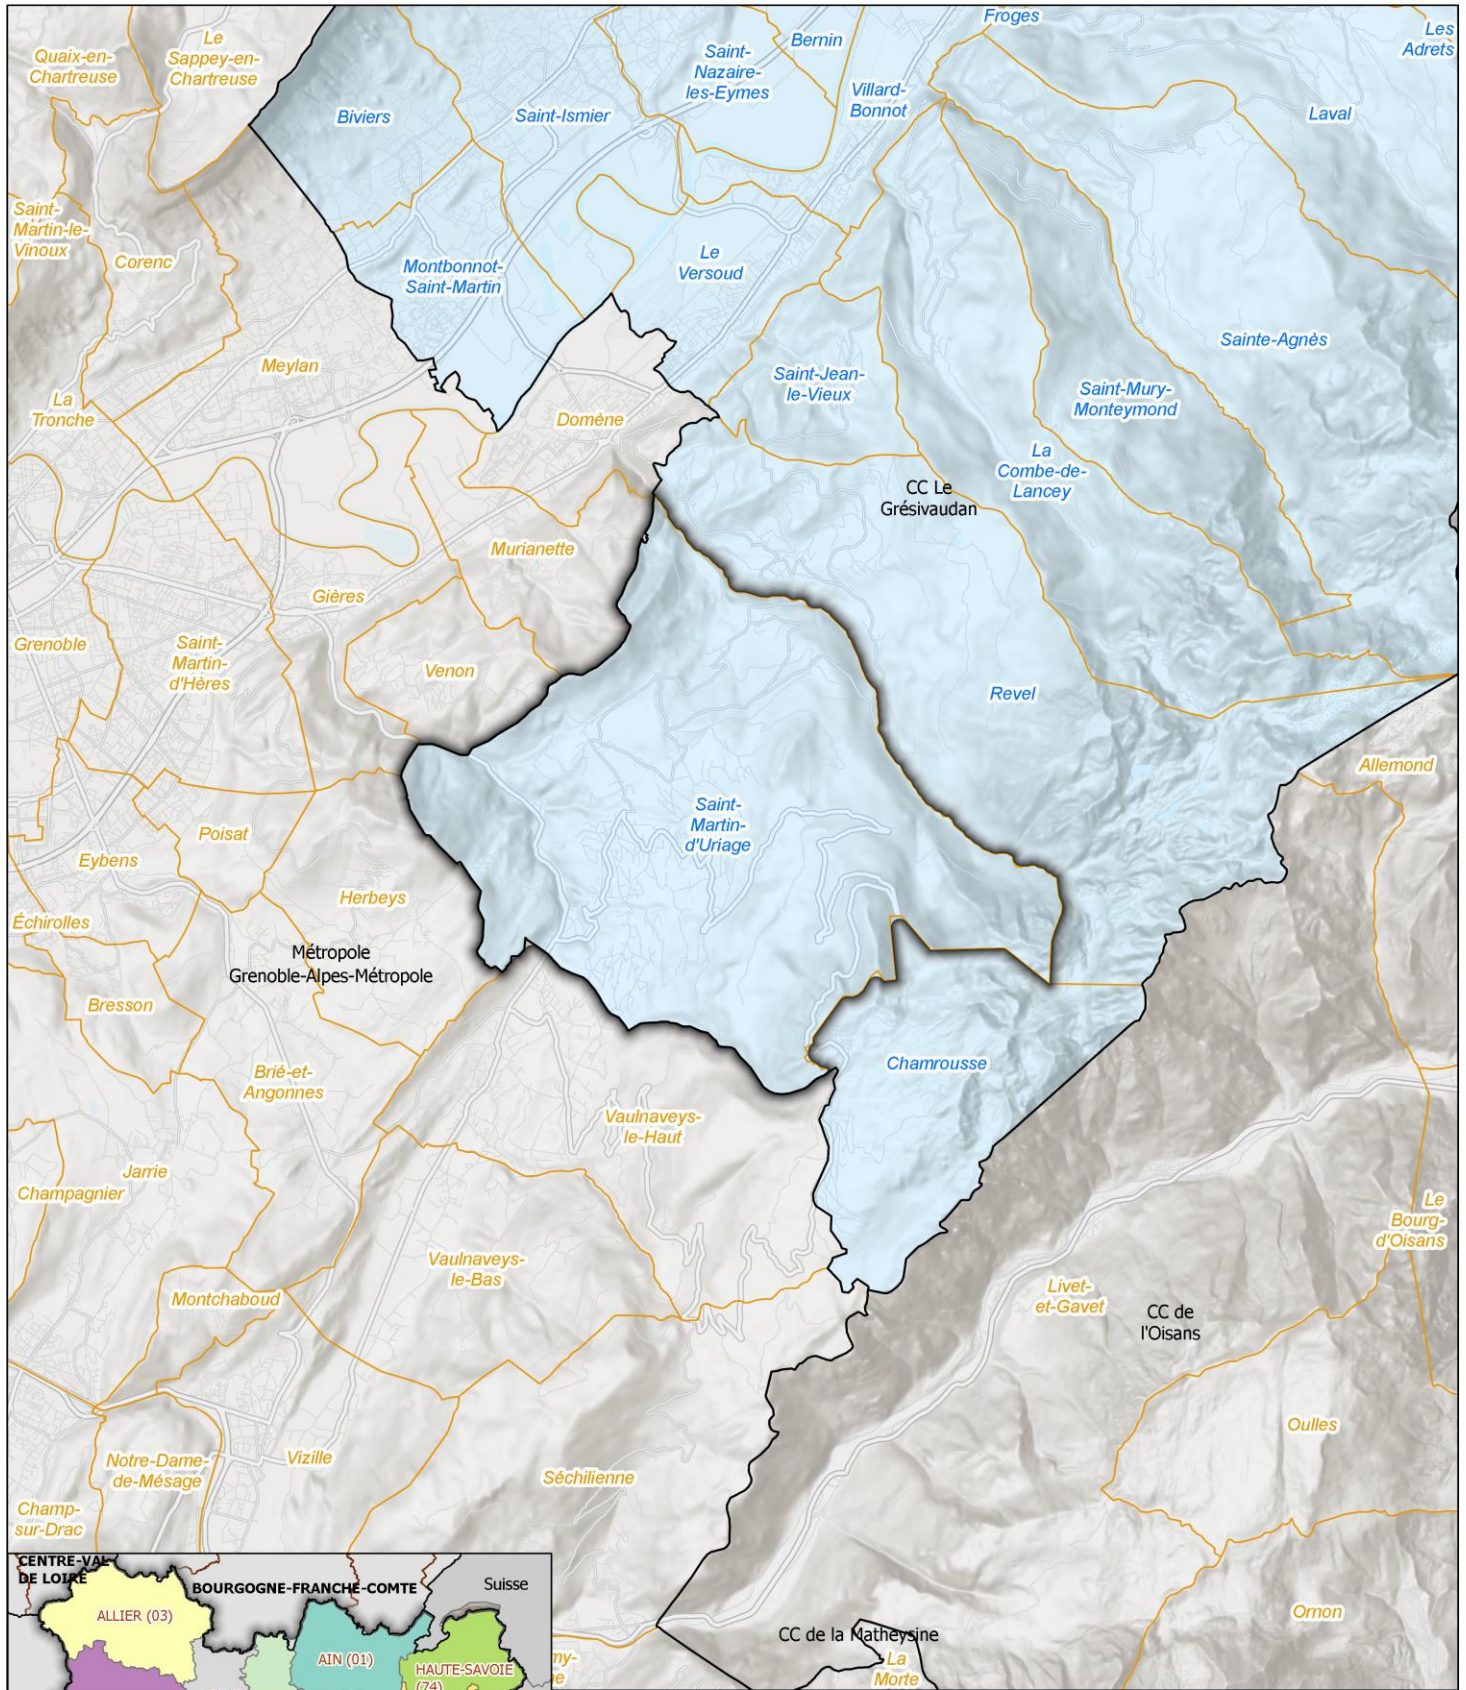 Froges
Les
Adrets
Bernin
Le
Sappey-en-
Chartreuse
Quaix-en-
Chartreuse
Saint-
Nazaire-
les-Eymes
Villard-
Bonnot
Biviers
Saint-Ismier
Laval
Saint-
Martin-le-
Vinoux
Corenc
Montbonnot-
Saint-Martin
Le
Versoud
Sainte-Agnès
Meylan
Saint-Jean-
le-Vieux
Saint-Mury-
Monteymond
La
Tronche
Domène
La
Combe-de-
Lancey
CC Le
Grésivaudan
Murianette
Gières
Grenoble
Saint-
Martin-
d'Hères
Venon
Revel
Allemond
Saint-
Martin-
d'Uriage
Poisat
Eybens
Herbeys
Échirolles
Métropole
Grenoble-Alpes-Métropole
Bresson
Chamrousse
Brié-et-
Angonnes
Vaulnaveys-
le-Haut
Jarrie
Champagnier
Le
Bourg-
d'Oisans
Vaulnaveys-
le-Bas
Livet-
et-Gavet
Montchaboud
CC de
l'Oisans
Oulles
Notre-Dame-
de-Mésage
Vizille
Séchilienne
Champ-
sur-Drac
CENTRE-VAL
DE LOIRE
BOURGOGNE-FRANCHE-COMTE
Suisse
ALLIER (03)
Ornon
CC de la Matheysine
AIN (01)
HAUTE-SAVOIE
(74)
my-
e
La
Morte